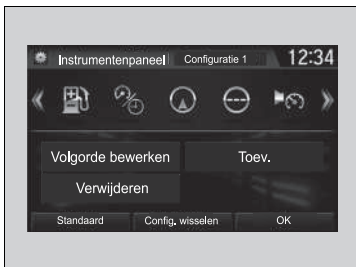 Instrumentenpaneel Configuratie 1 12:34
Volgorde bewerken Toev.
Verwijderen
Standaard Config. wisselen OK